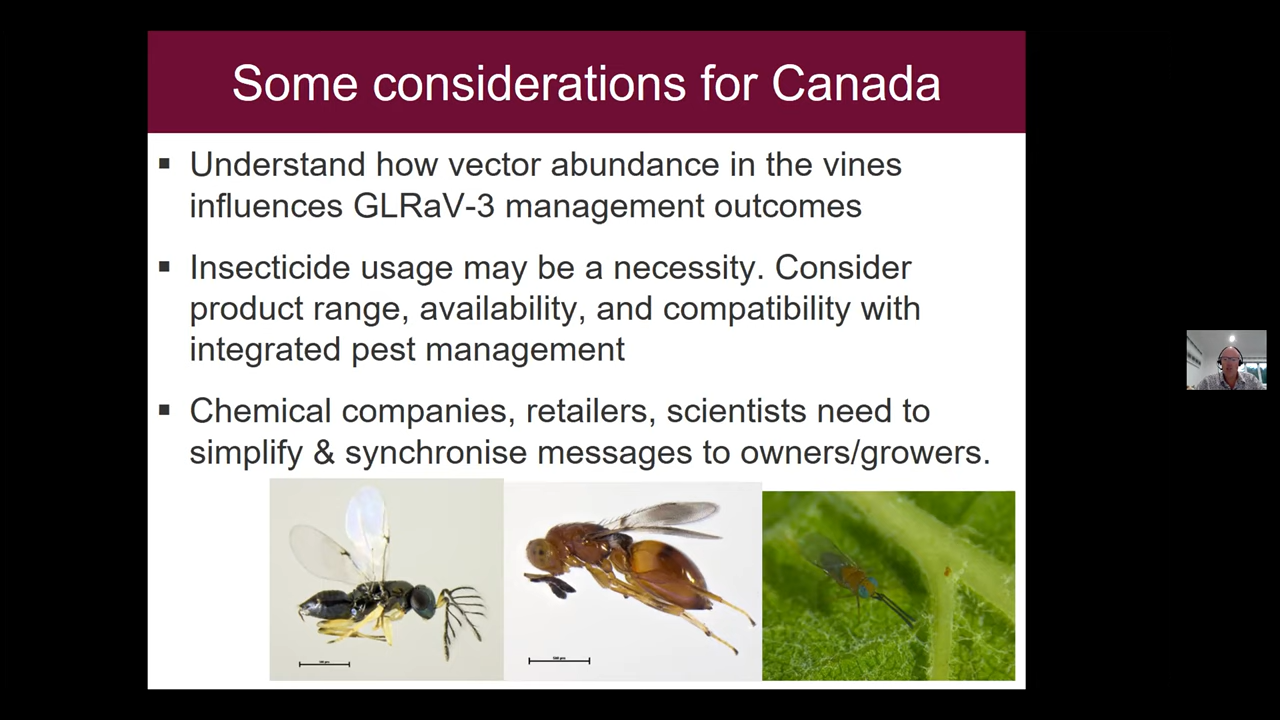 Some considerations for Canada
▪ Understand how vector abundance in the vines
influences GLRaV-3 management outcomes
▪ Insecticide usage may be a necessity. Consider
product range, availability, and compatibility with
integrated pest management
▪ Chemical companies, retailers, scientists need to
simplify & synchronise messages to owners/growers.